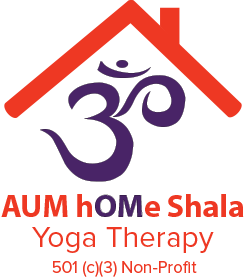 ॐ
AUM hOMe Shala
Yoga Therapy
501 (c)(3) Non-Profit